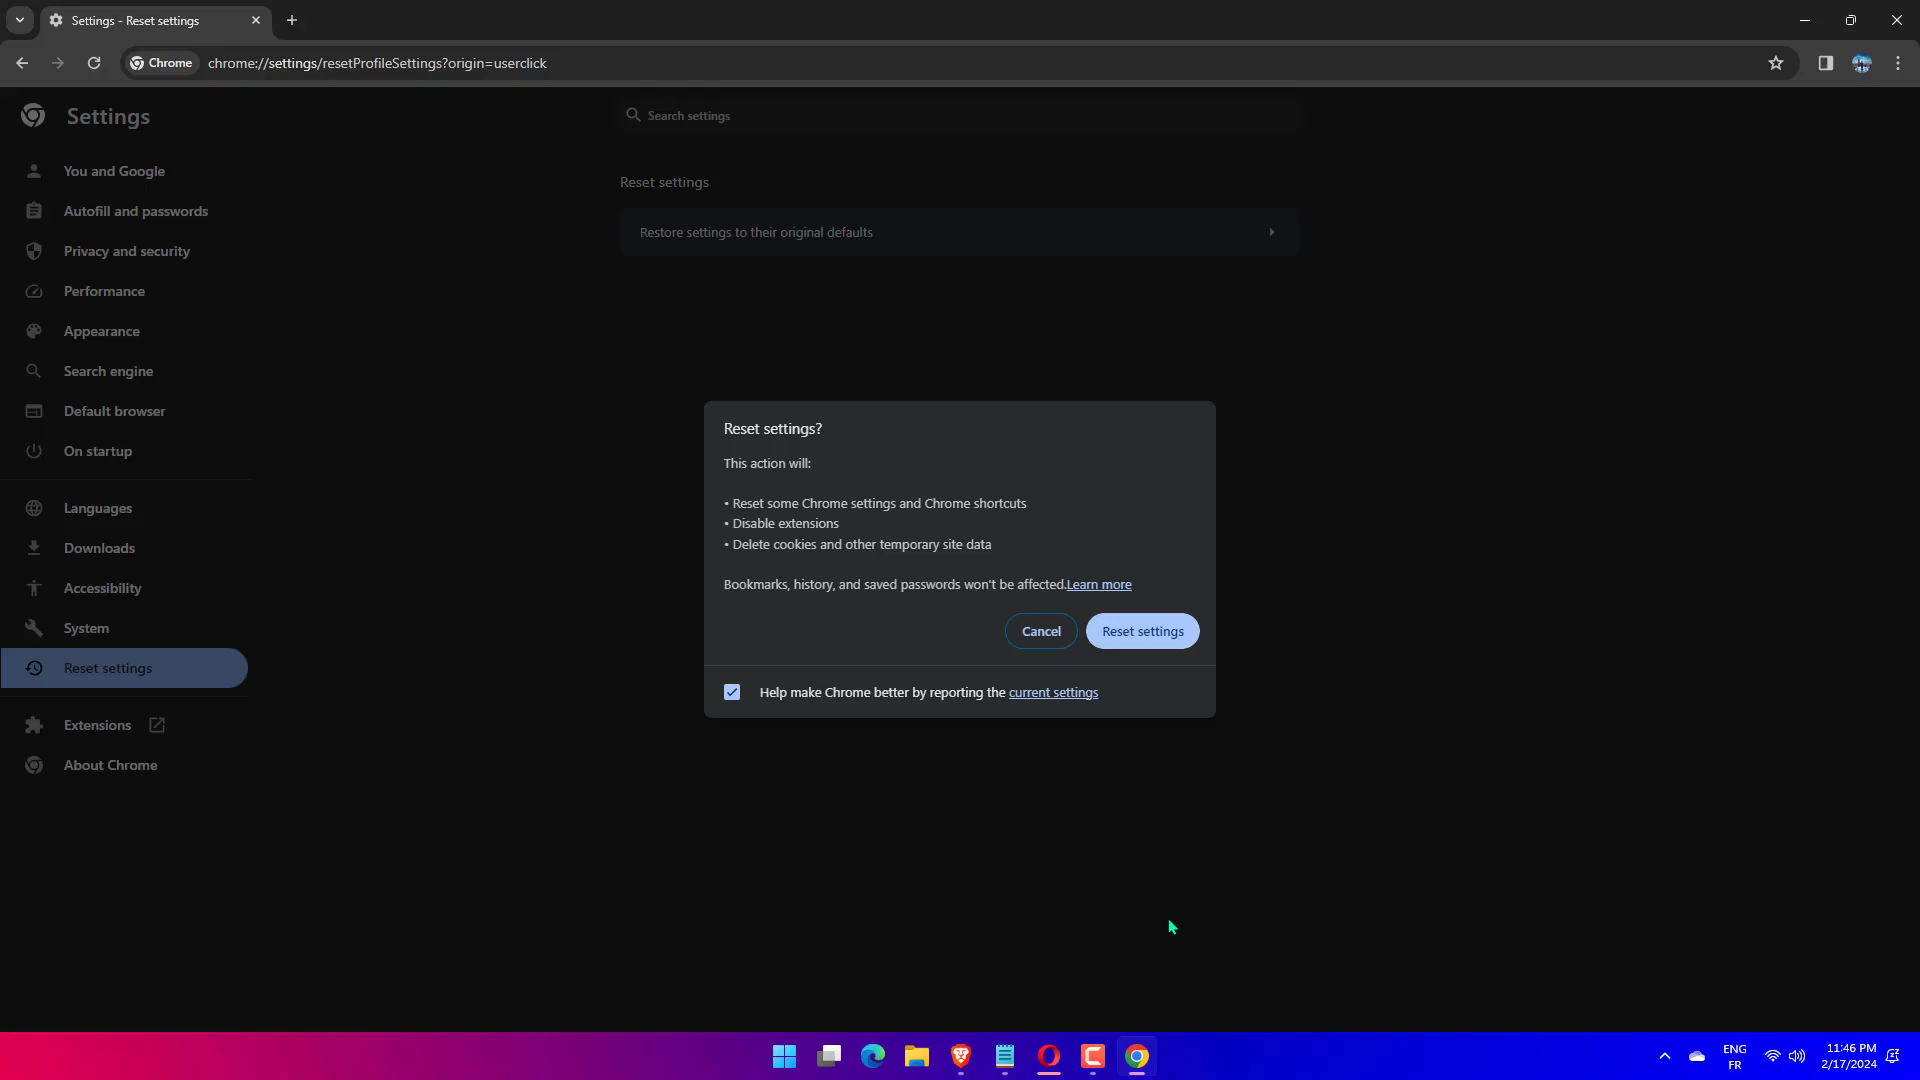 Settings - Reset settings
Chrome
chrome://settings/resetProfileSettings?origin=userclick
Settings
Search settings
You and Google
Autofill and passwords
Privacy and security
Performance
Appearance
Search engine
Default browser
On startup
Languages
Downloads
Accessibility
System
Reset settings
Extensions
About Chrome
Reset settings
Restore settings to their original defaults
Reset settings?
This action will:
• Reset some Chrome settings and Chrome shortcuts
• Disable extensions
• Delete cookies and other temporary site data
Bookmarks, history, and saved passwords won't be affected.Learn more
Cancel
Reset settings
Help make Chrome better by reporting the current settings
ENG
FR
11:46 PM
2/17/2024